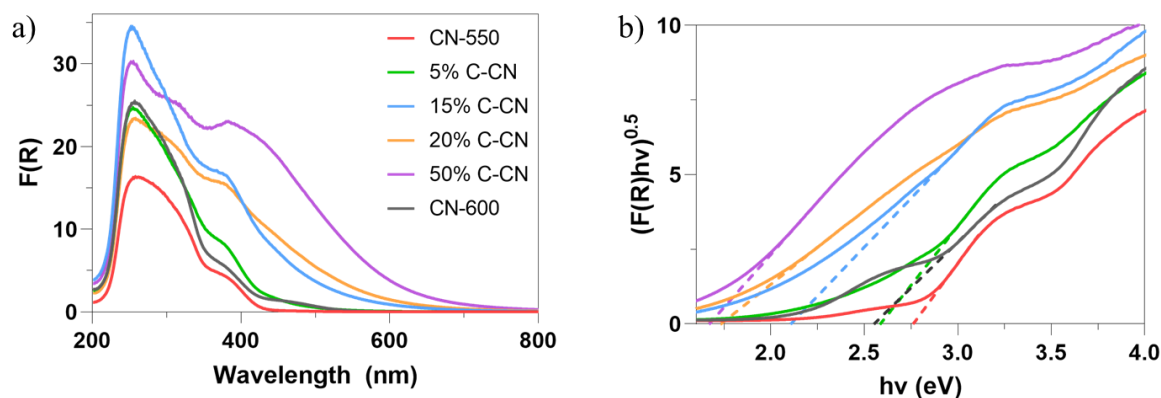 a)
F(R)
30
20
10
0
CN-550
5% C-CN
15% C-CN
20% C-CN
50% C-CN
CN-600
200
400
600
800
Wavelength (nm)
b)
(F(R)hv)^0.5
10
5
0
2.0
2.5
3.0
3.5
4.0
hv (eV)